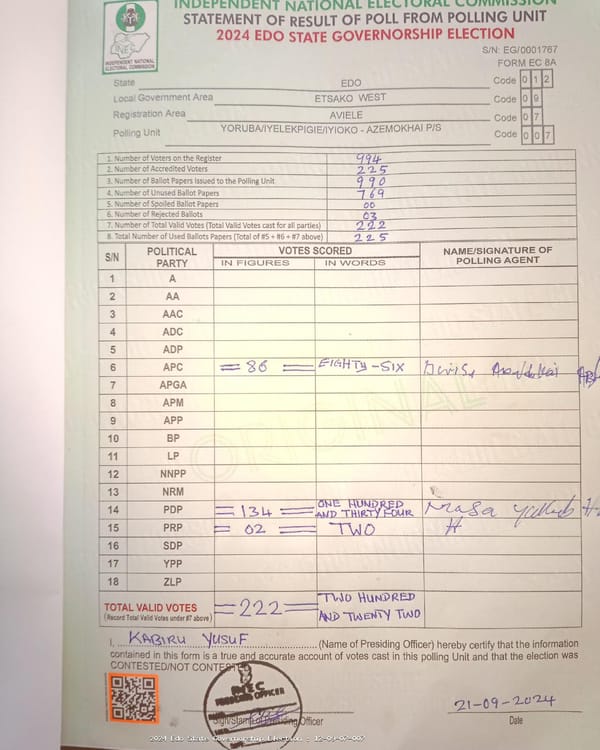 INDEPENDENT NATIONAL ELECTORAL COMMISSION
STATEMENT OF RESULT OF POLL FROM POLLING UNIT
2024 EDO STATE GOVERNORSHIP ELECTION
INEC
INDEPENDENT NATIONAL
ELECTORAL COMMISSION
S/N: EG/0001767
FORM EC 8A
State EDO Code 0 1 2
Local Government Area ETSAKO WEST Code 0 9
Registration Area AVIELE Code 0 7
Polling Unit YORUBA/IYELEKPIGIE/IYIOKO - AZEMOKHAI P/S Code 0 0 7
1. Number of Voters on the Register 994
2. Number of Accredited Voters 225
3. Number of Ballot Papers Issued to the Polling Unit 990
4. Number of Unused Ballot Papers 769
5. Number of Spoiled Ballot Papers 00
6. Number of Rejected Ballots 03
7. Number of Total Valid Votes (Total Valid Votes cast for all parties) 222
8. Total Number of Used Ballots Papers (Total of #5 + #6 + #7 above) 225
S/N POLITICAL PARTY VOTES SCORED NAME/SIGNATURE OF POLLING AGENT
IN FIGURES IN WORDS
1 A
2 AA
3 AAC
4 ADC
5 ADP
6 APC =86= EIGHTY-SIX
7 APGA
8 APM
9 APP
10 BP
11 LP
12 NNPP
13 NRM
14 PDP =134= ONE HUNDRED AND THIRTY FOUR
15 PRP =02= TWO
16 SDP
17 YPP
18 ZLP
ORIGINAL
TOTAL VALID VOTES =222= TWO HUNDRED AND TWENTY TWO
(Record Total Valid Votes under #7 above)
I, KABIRU YUSUF (Name of Presiding Officer) hereby certify that the information
contained in this form is a true and accurate account of votes cast in this polling Unit and that the election was
CONTESTED/NOT CONTESTED
INEC
PRESIDING OFFICER
21-09-2024
Sign/Stamp of Presiding Officer Date
2024 Edo State Governorship Election - 12-09-07-007